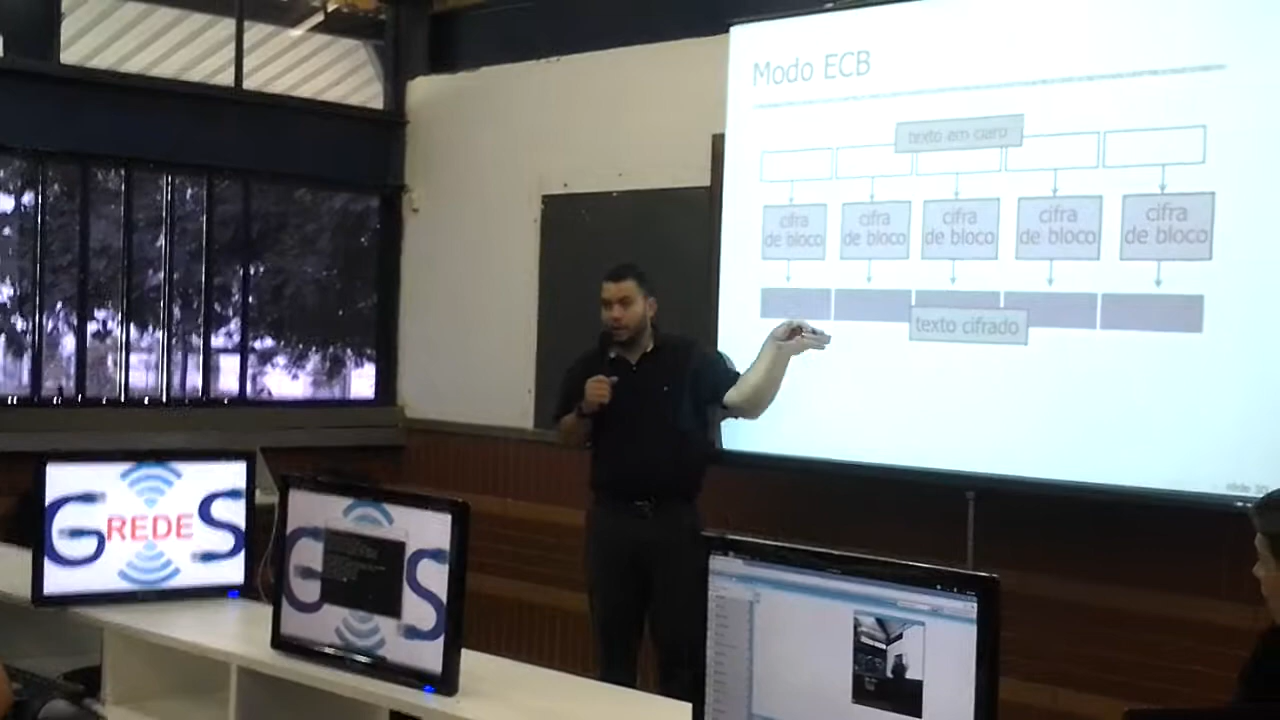 Modo ECB
texto em claro
cifra
de bloco
cifra
de bloco
cifra
de bloco
cifra
de bloco
cifra
de bloco
texto cifrado
GREDES
G S